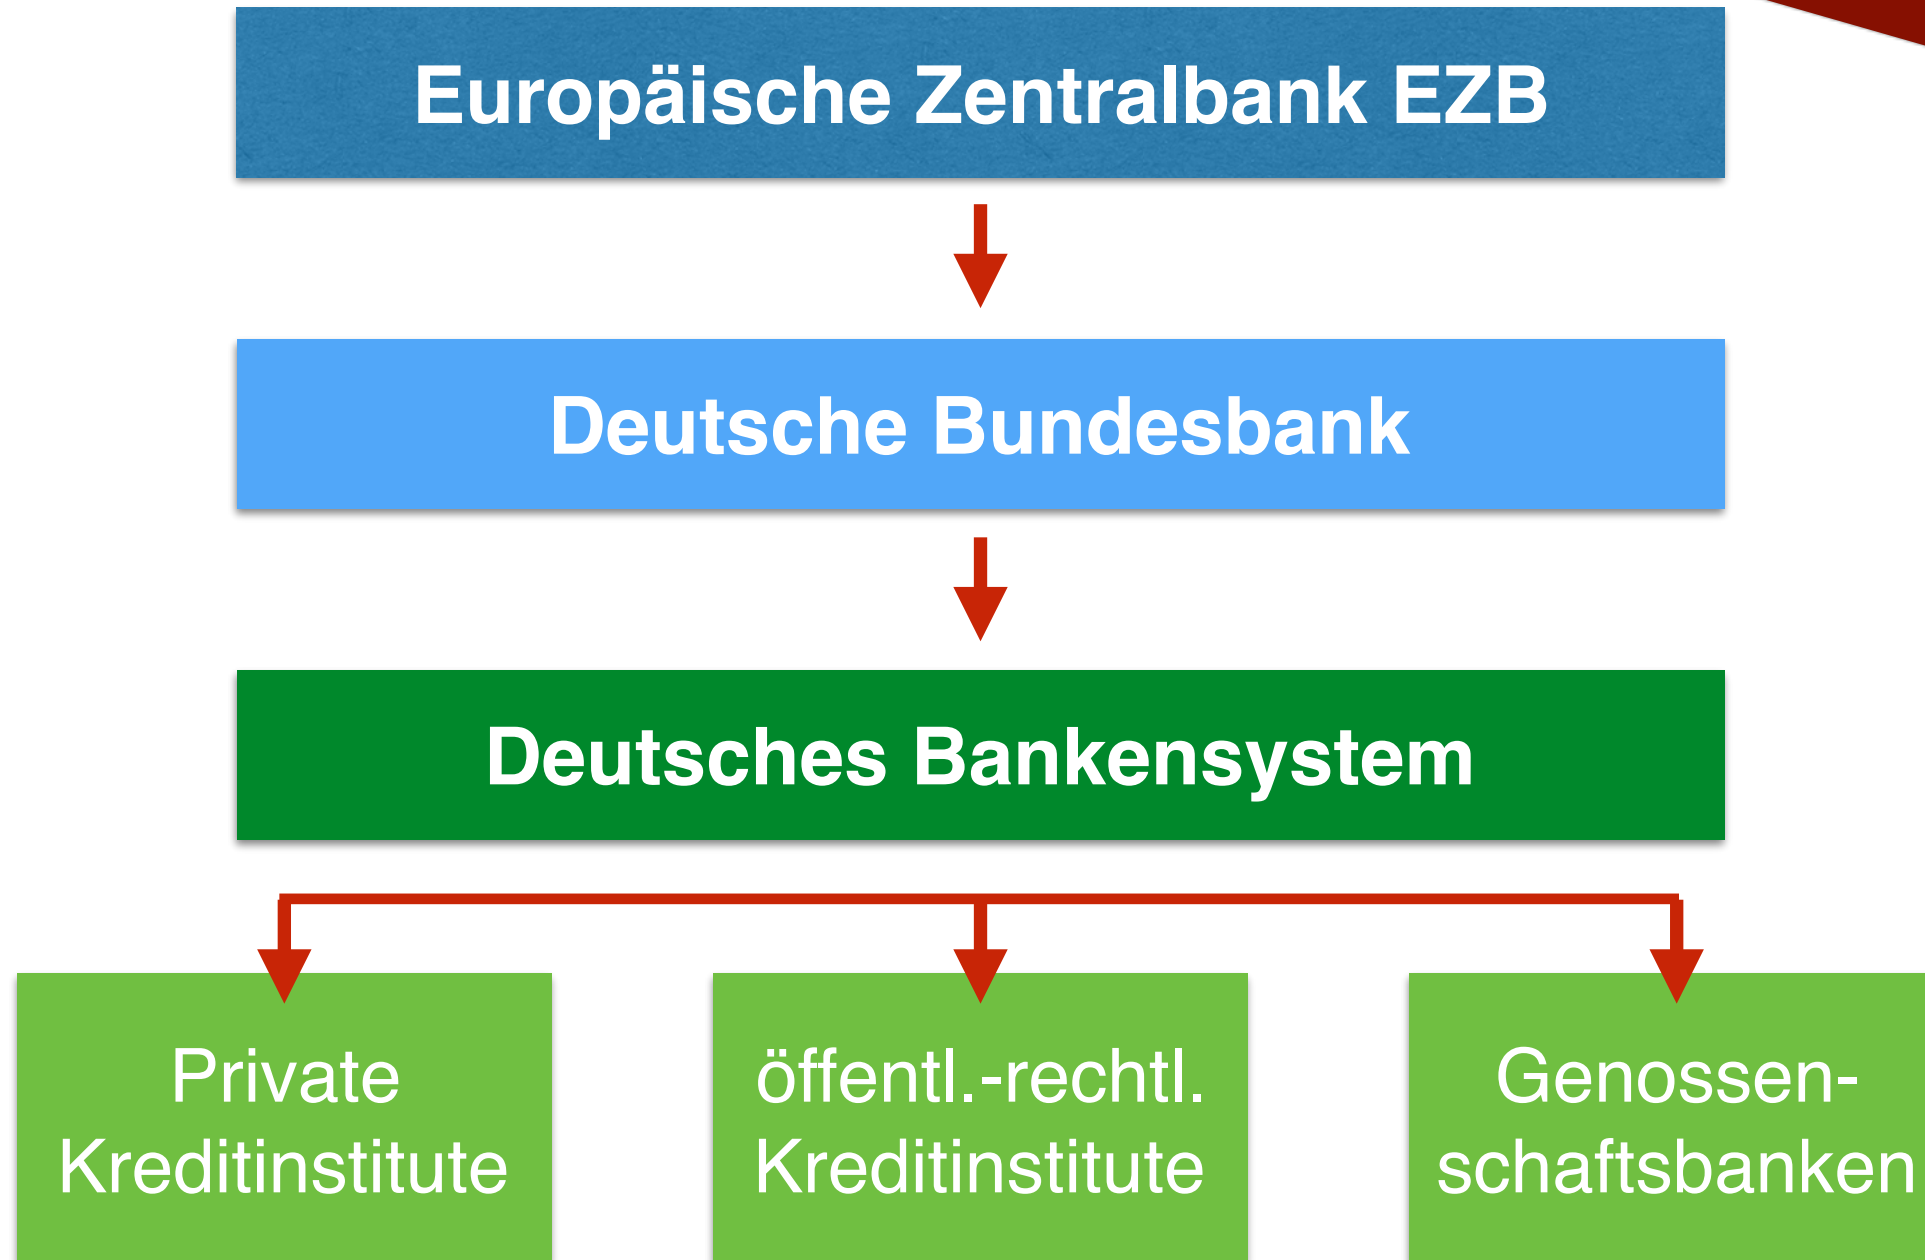 Europäische Zentralbank EZB
Deutsche Bundesbank
Deutsches Bankensystem
Private
Kreditinstitute
öffentl.-rechtl.
Kreditinstitute
Genossen-
schaftsbanken